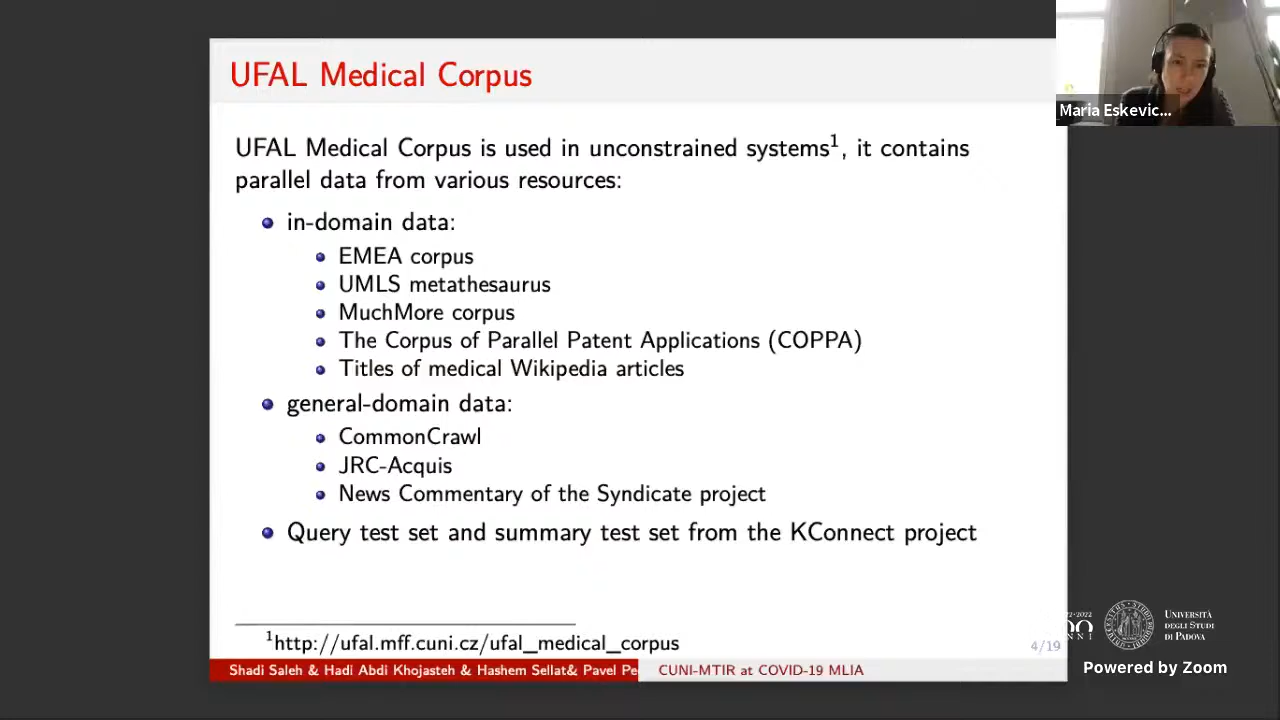 UFAL Medical Corpus
Maria Eskevic...
UFAL Medical Corpus is used in unconstrained systems¹, it contains
parallel data from various resources:
in-domain data:
EMEA corpus
UMLS metathesaurus
MuchMore corpus
The Corpus of Parallel Patent Applications (COPPA)
Titles of medical Wikipedia articles
general-domain data:
CommonCrawl
JRC-Acquis
News Commentary of the Syndicate project
Query test set and summary test set from the KConnect project
¹http://ufal.mff.cuni.cz/ufal_medical_corpus
4/19
Shadi Saleh & Hadi Abdi Khojasteh & Hashem Sellat& Pavel Pe
CUNI-MTIR at COVID-19 MLIA
UNIVERSITÀ
DEGLI STUDI
DI PADOVA
Powered by Zoom